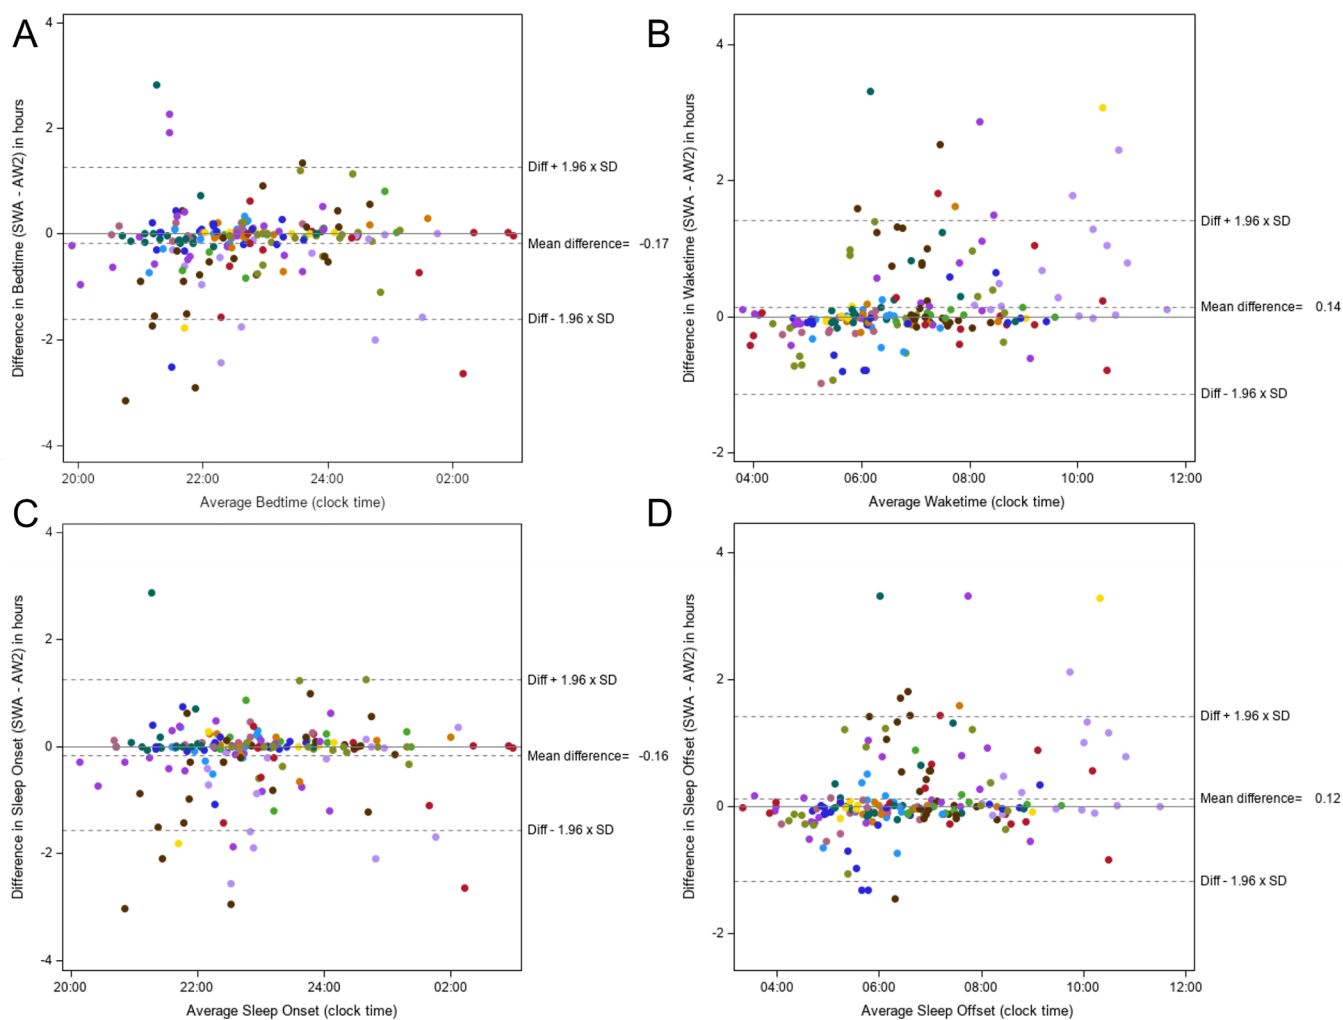 A
Difference in Bedtime (SWA - AW2) in hours
4
2
0
-2
-4
Diff + 1.96 x SD
Mean difference= -0.17
Diff - 1.96 x SD
20:00 22:00 24:00 02:00
Average Bedtime (clock time)
B
Difference in Waketime (SWA - AW2) in hours
4
2
0
-2
Diff + 1.96 x SD
Mean difference= 0.14
Diff - 1.96 x SD
04:00 06:00 08:00 10:00 12:00
Average Waketime (clock time)
C
Difference in Sleep Onset (SWA - AW2) in hours
4
2
0
-2
-4
Diff + 1.96 x SD
Mean difference= -0.16
Diff - 1.96 x SD
20:00 22:00 24:00 02:00
Average Sleep Onset (clock time)
D
Difference in Sleep Offset (SWA - AW2) in hours
4
2
0
-2
Diff + 1.96 x SD
Mean difference= 0.12
Diff - 1.96 x SD
04:00 06:00 08:00 10:00 12:00
Average Sleep Offset (clock time)